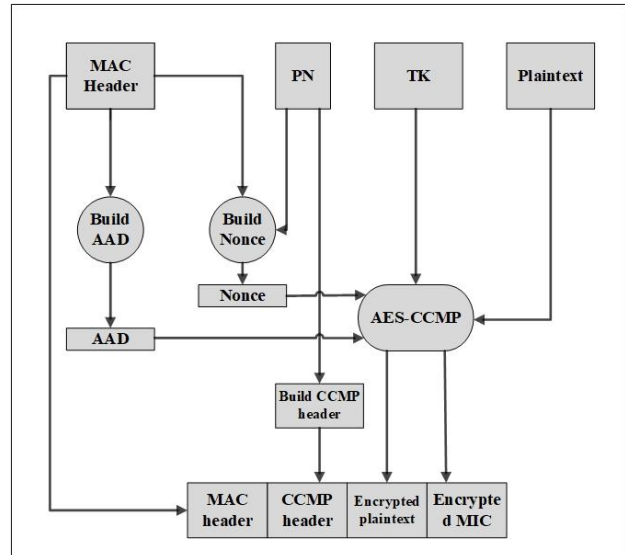 MAC
Header
PN
TK
Plaintext
Build
AAD
Build
Nonce
Nonce
AES-CCMP
AAD
Build CCMP
header
MAC
header
CCMP
header
Encrypted
plaintext
Encrypte
d MIC